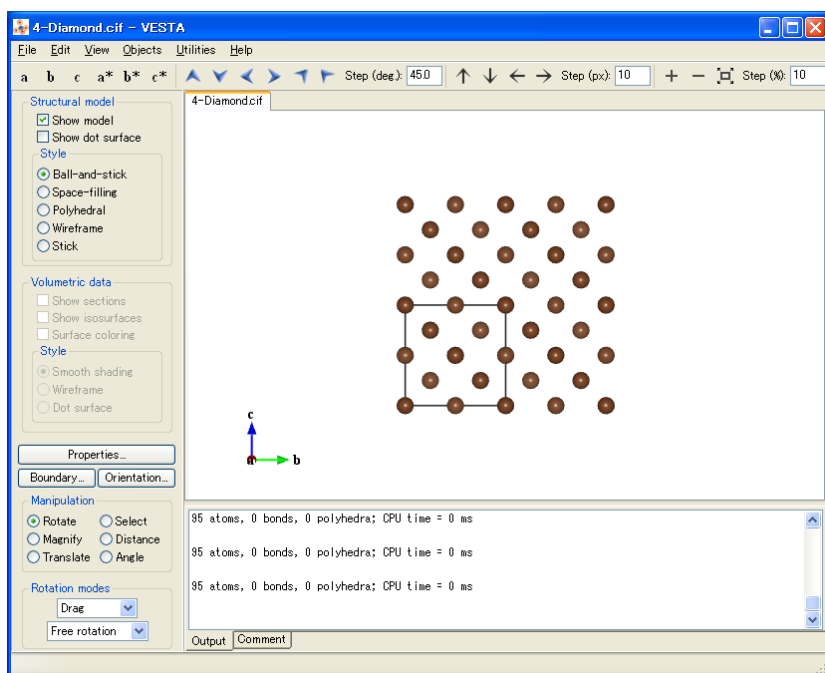 4-Diamond.cif - VESTA
File Edit View Objects Utilities Help
a b c a* b* c* Step (deg.): 45.0 Step (px): 10 Step (%): 10
Structural model
Show model
Show dot surface
Style
Ball-and-stick
Space-filling
Polyhedral
Wireframe
Stick
Volumetric data
Show sections
Show isosurfaces
Surface coloring
Style
Smooth shading
Wireframe
Dot surface
Properties...
Boundary... Orientation...
Manipulation
Rotate Select
Magnify Distance
Translate Angle
Rotation modes
Drag
Free rotation
4-Diamond.cif
c
a b
95 atoms, 0 bonds, 0 polyhedra; CPU time = 0 ms
95 atoms, 0 bonds, 0 polyhedra; CPU time = 0 ms
95 atoms, 0 bonds, 0 polyhedra; CPU time = 0 ms
Output Comment